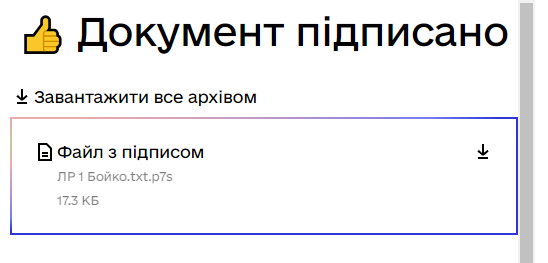 Документ підписано
Завантажити все архівом
Файл з підписом
ЛР 1 Бойко.txt.p7s
17.3 КБ